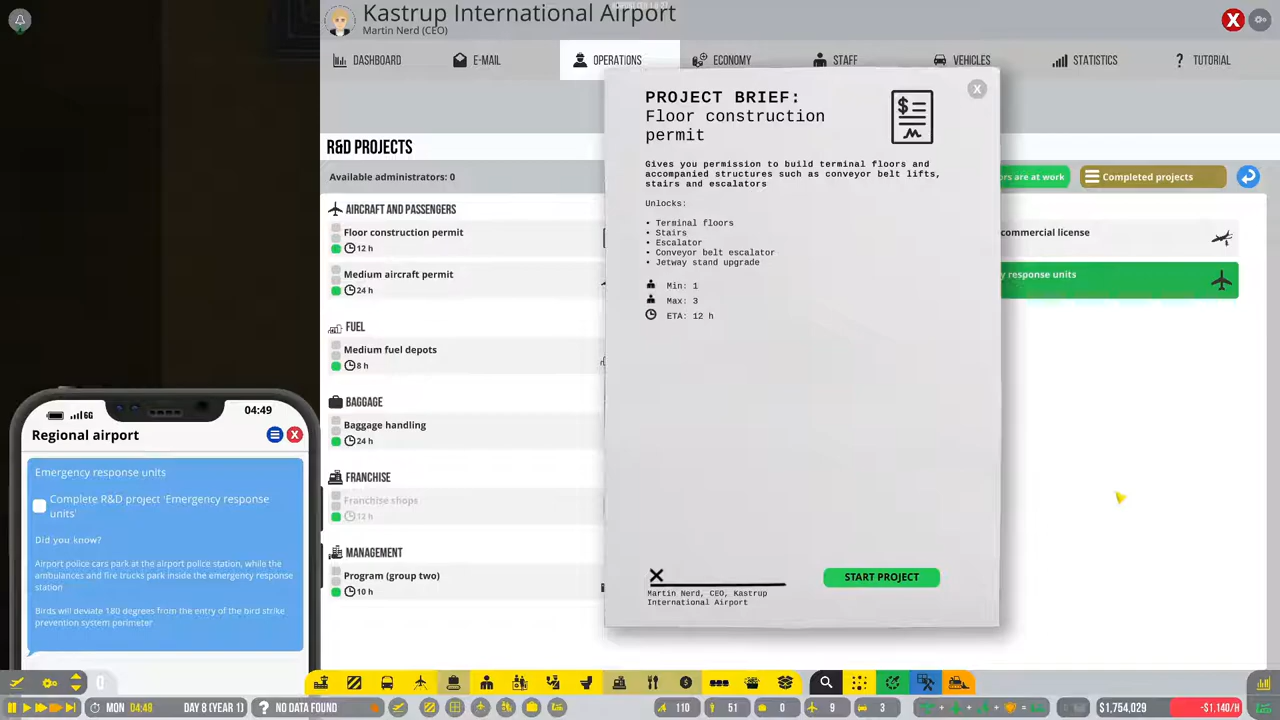 Kastrup International Airport
Martin Nerd (CEO)
DASHBOARD
E-MAIL
OPERATIONS
ECONOMY
STAFF
VEHICLES
STATISTICS
TUTORIAL
R&D PROJECTS
Available administrators: 0
ors are at work
Completed projects
AIRCRAFT AND PASSENGERS
Floor construction permit
12 h
Medium aircraft permit
24 h
FUEL
Medium fuel depots
8 h
BAGGAGE
Baggage handling
24 h
FRANCHISE
Franchise shops
12 h
MANAGEMENT
Program (group two)
10 h
commercial license
y response units
PROJECT BRIEF:
Floor construction
permit
Gives you permission to build terminal floors and
accompanied structures such as conveyor belt lifts,
stairs and escalators
Unlocks:
• Terminal floors
• Stairs
• Escalator
• Conveyor belt escalator
• Jetway stand upgrade
Min: 1
Max: 3
ETA: 12 h
START PROJECT
Martin Nerd, CEO, Kastrup
International Airport
6G
04:49
Regional airport
Emergency response units
Complete R&D project 'Emergency response
units'
Did you know?
Airport police cars park at the airport police station, while the
ambulances and fire trucks park inside the emergency response
station
Birds will deviate 180 degrees from the entry of the bird strike
prevention system perimeter
0
MON 04:49
DAY 8 (YEAR 1)
NO DATA FOUND
110
51
0
9
3
$1,754,029
-$1,140/H